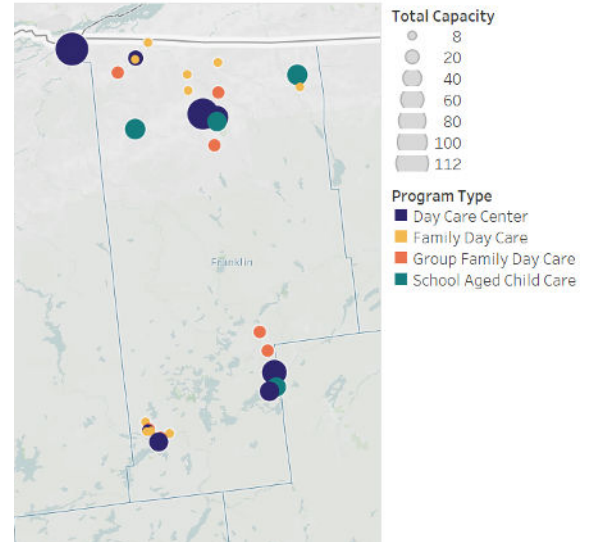 Total Capacity
8
20
40
60
80
100
112
Program Type
Day Care Center
Family Day Care
Group Family Day Care
School Aged Child Care
Franklin